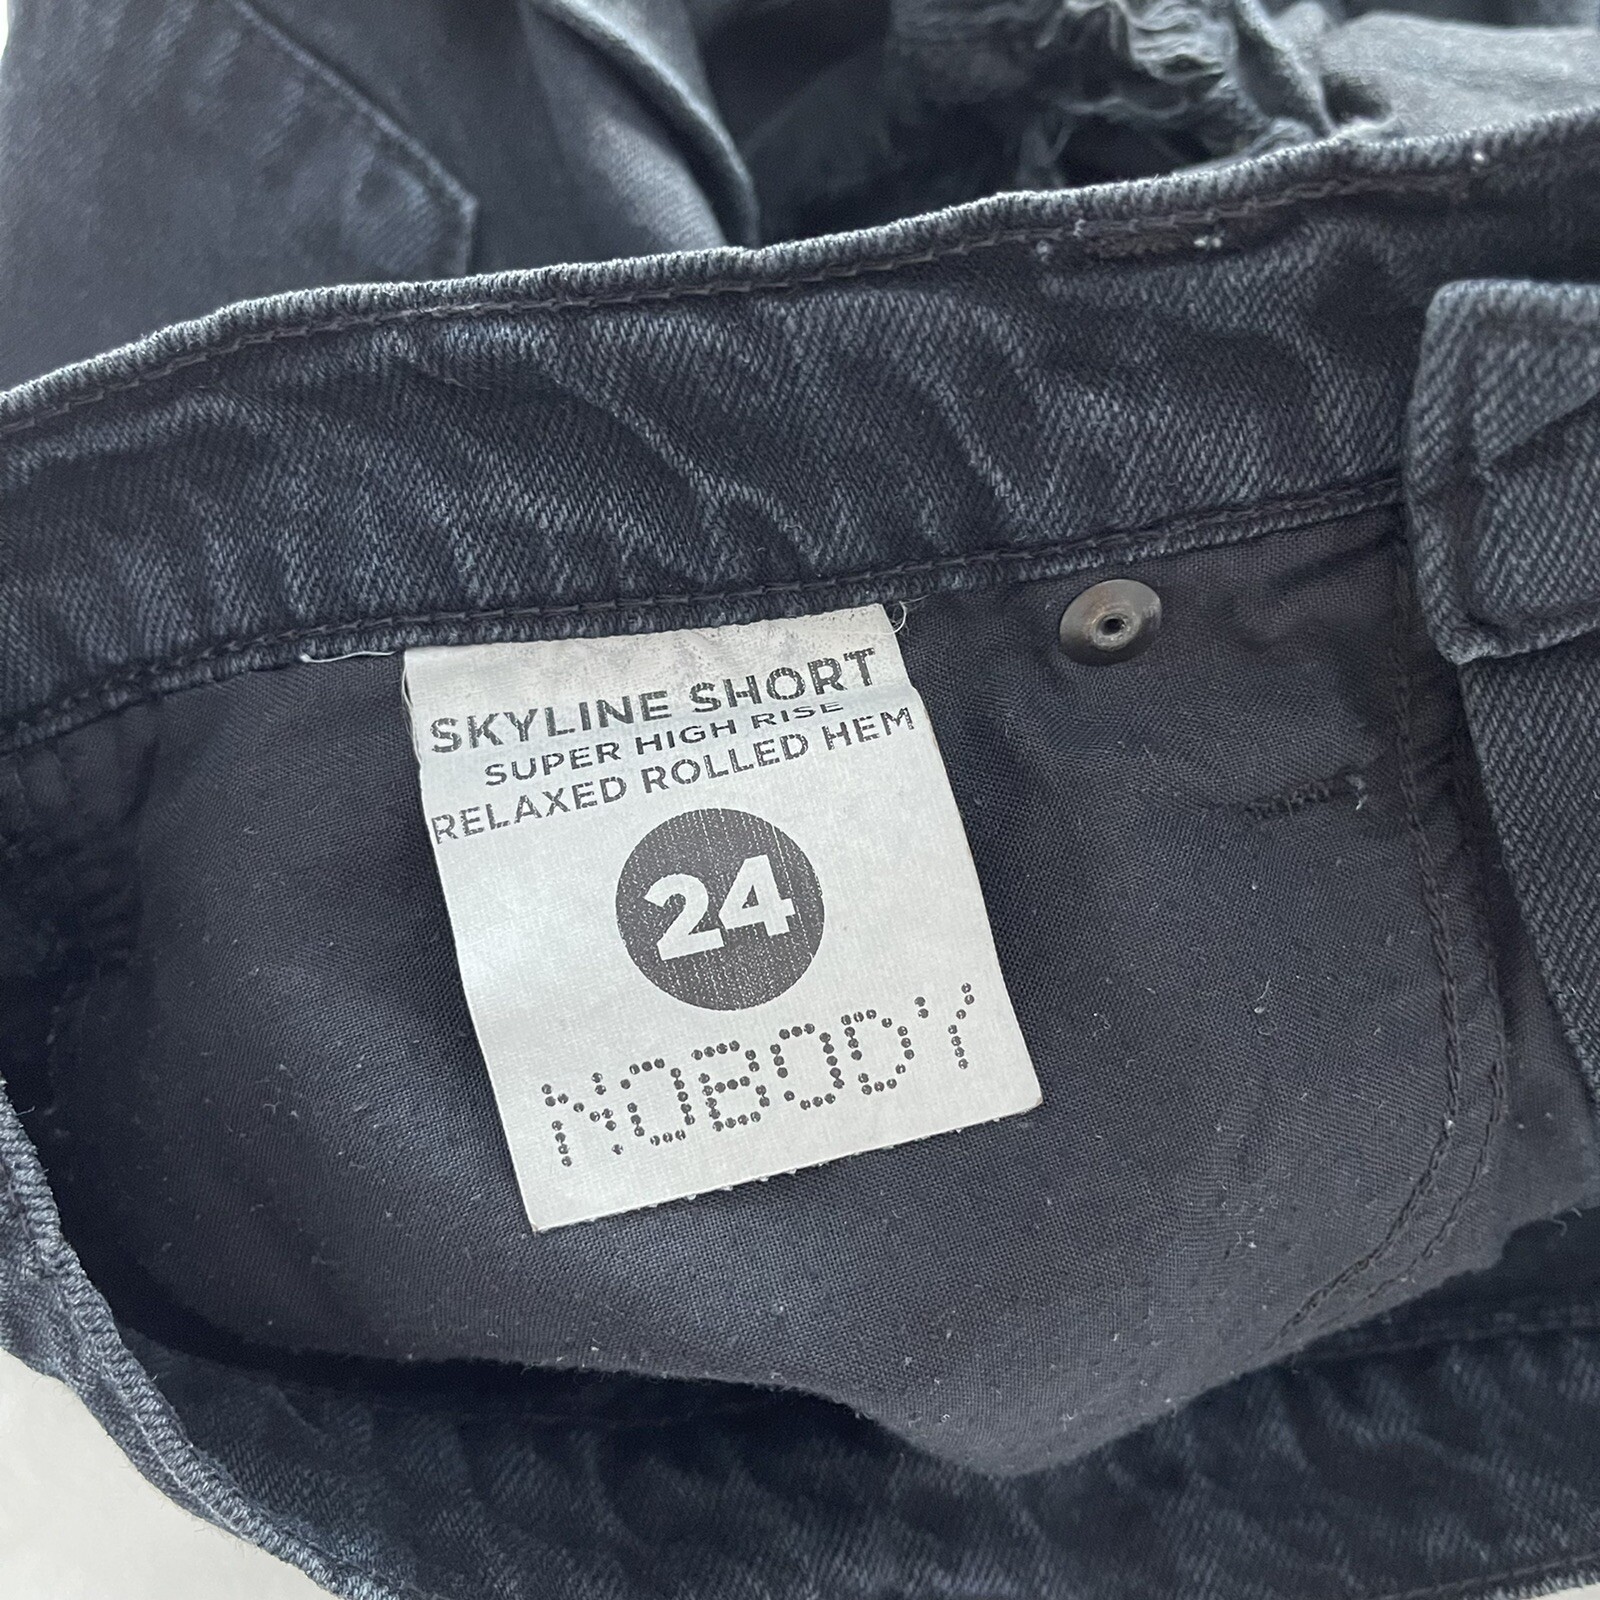 SKYLINE SHORT
SUPER HIGH RISE
RELAXED ROLLED HEM
24
NOBODY